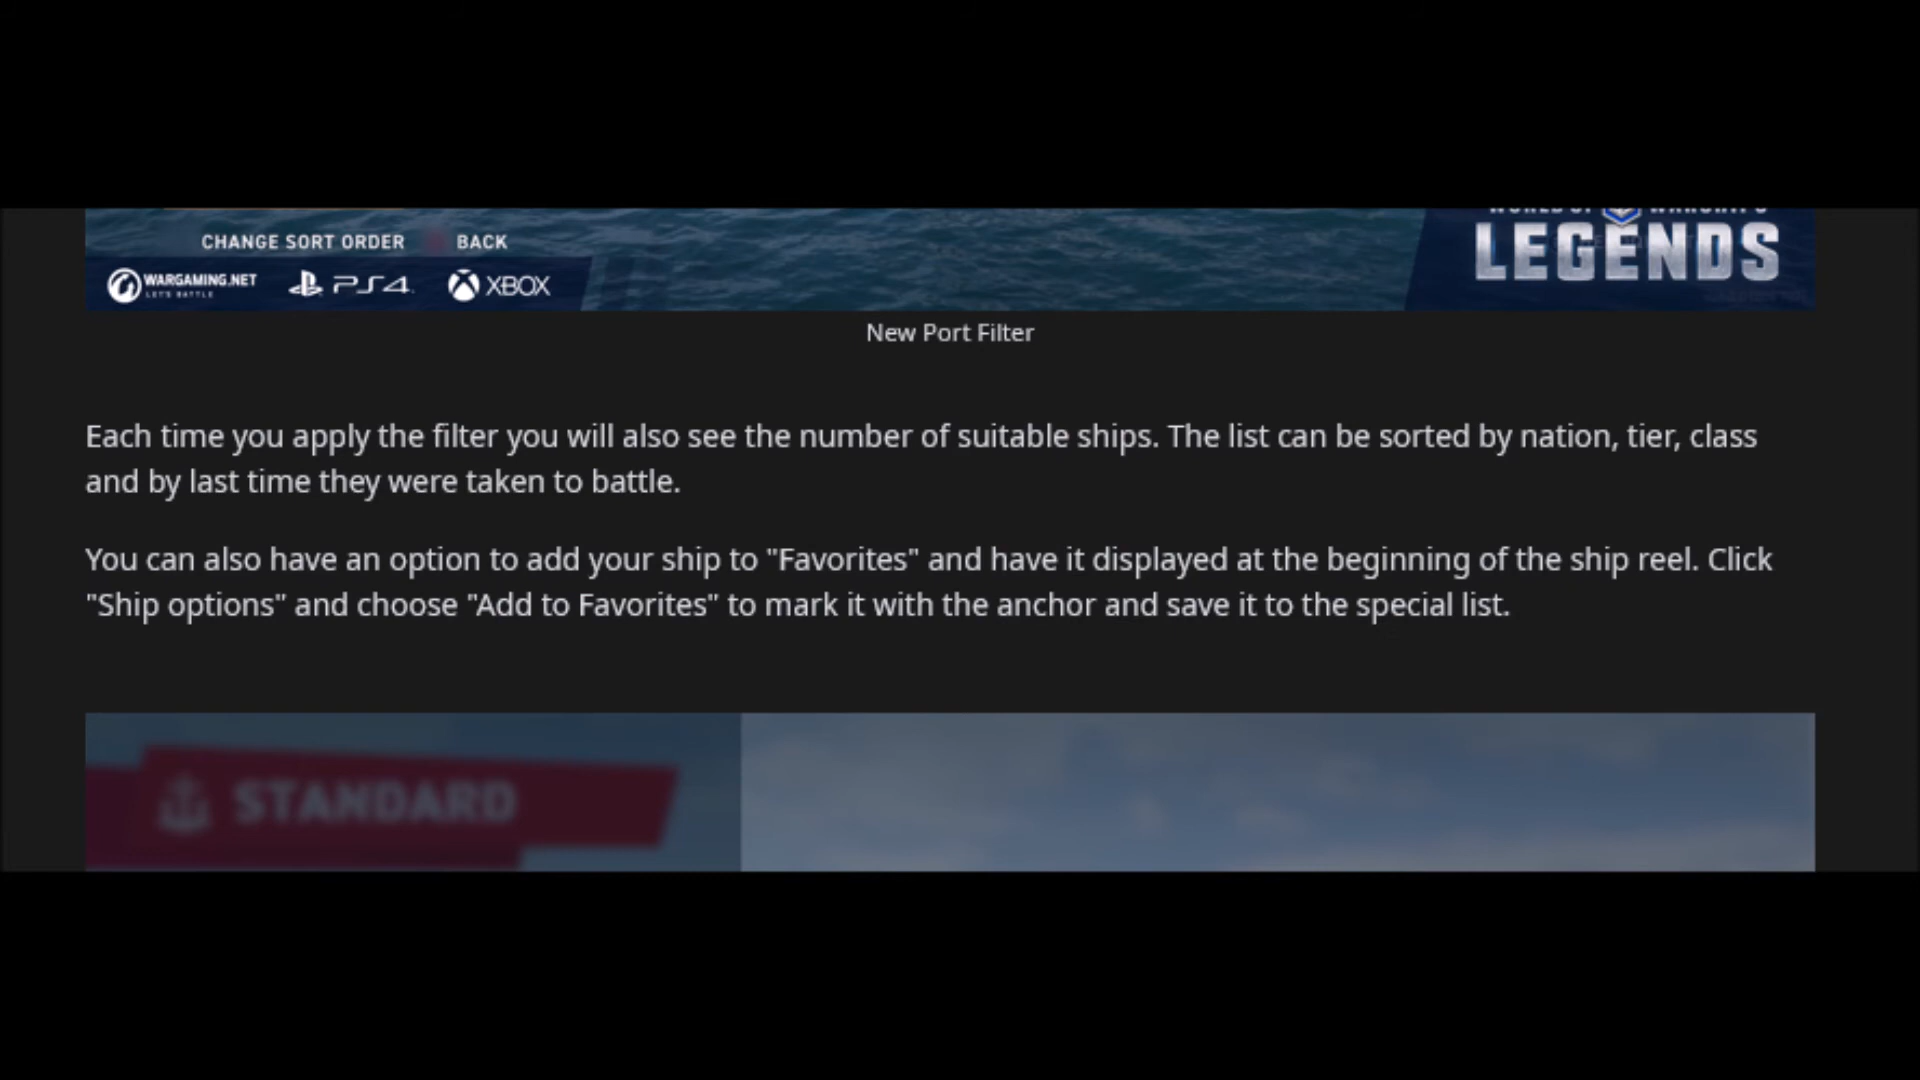 CHANGE SORT ORDER BACK
WARGAMING.NET PS4 XBOX
LET'S BATTLE
LEGENDS
New Port Filter
Each time you apply the filter you will also see the number of suitable ships. The list can be sorted by nation, tier, class
and by last time they were taken to battle.
You can also have an option to add your ship to "Favorites" and have it displayed at the beginning of the ship reel. Click
"Ship options" and choose "Add to Favorites" to mark it with the anchor and save it to the special list.
STANDARD